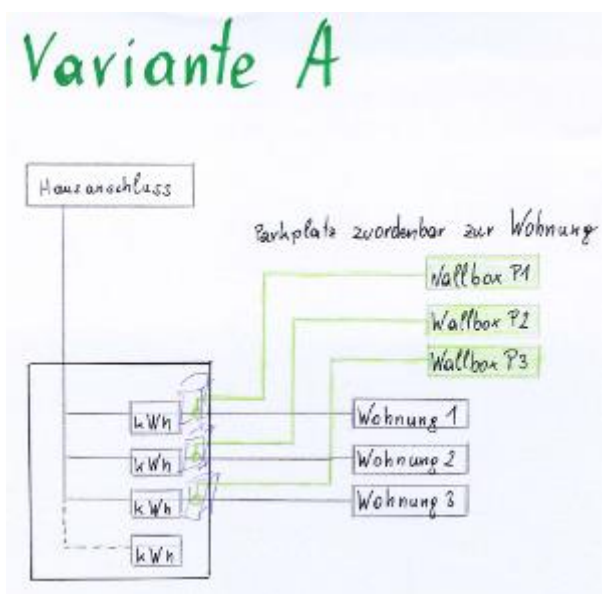 Variante A
Hausanschluss
Parkplatz zuordenbar zur Wohnung
Wallbox P1
Wallbox P2
Wallbox P3
kWh
Wohnung 1
kWh
Wohnung 2
kWh
Wohnung 3
kWh